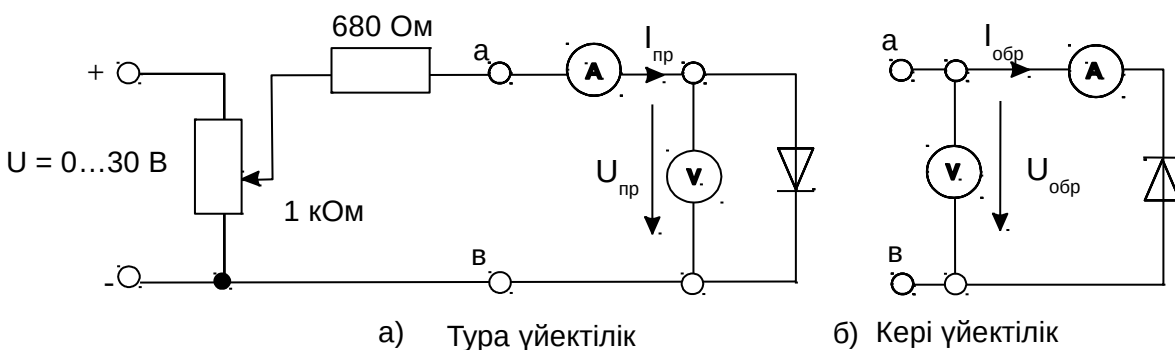 680 Ом
а
I пр
A
+
U = 0...30 В
1 кОм
U пр
V
-
в
а) Тура үйектілік
а
I обр
A
V
U обр
в
б) Кері үйектілік